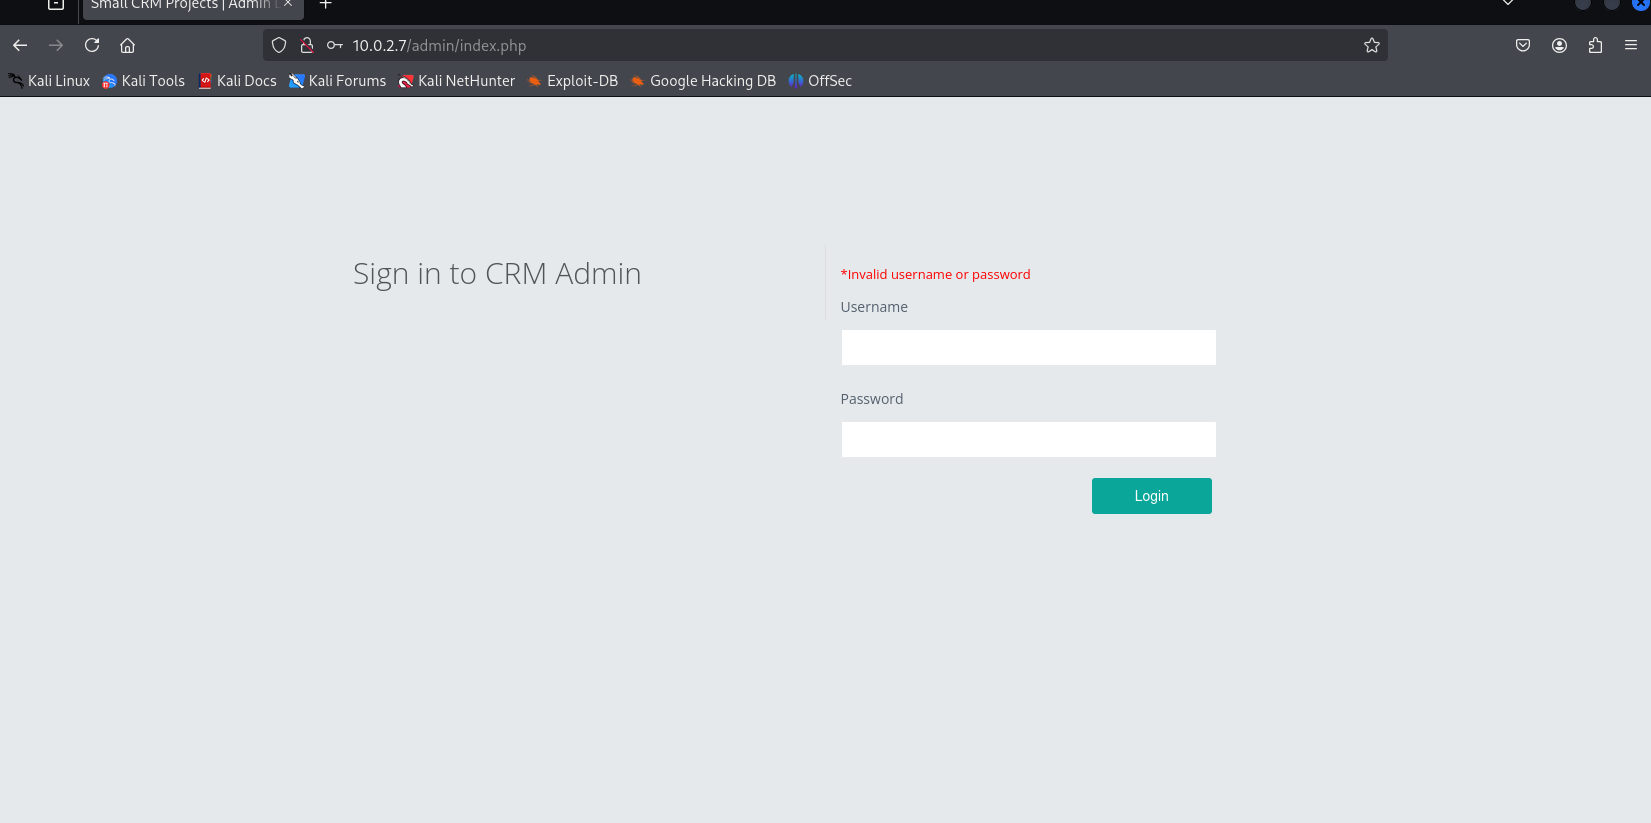 Small CRM Projects | Admin
10.0.2.7/admin/index.php
Kali Linux Kali Tools Kali Docs Kali Forums Kali NetHunter Exploit-DB Google Hacking DB OffSec
Sign in to CRM Admin
*Invalid username or password
Username
Password
Login